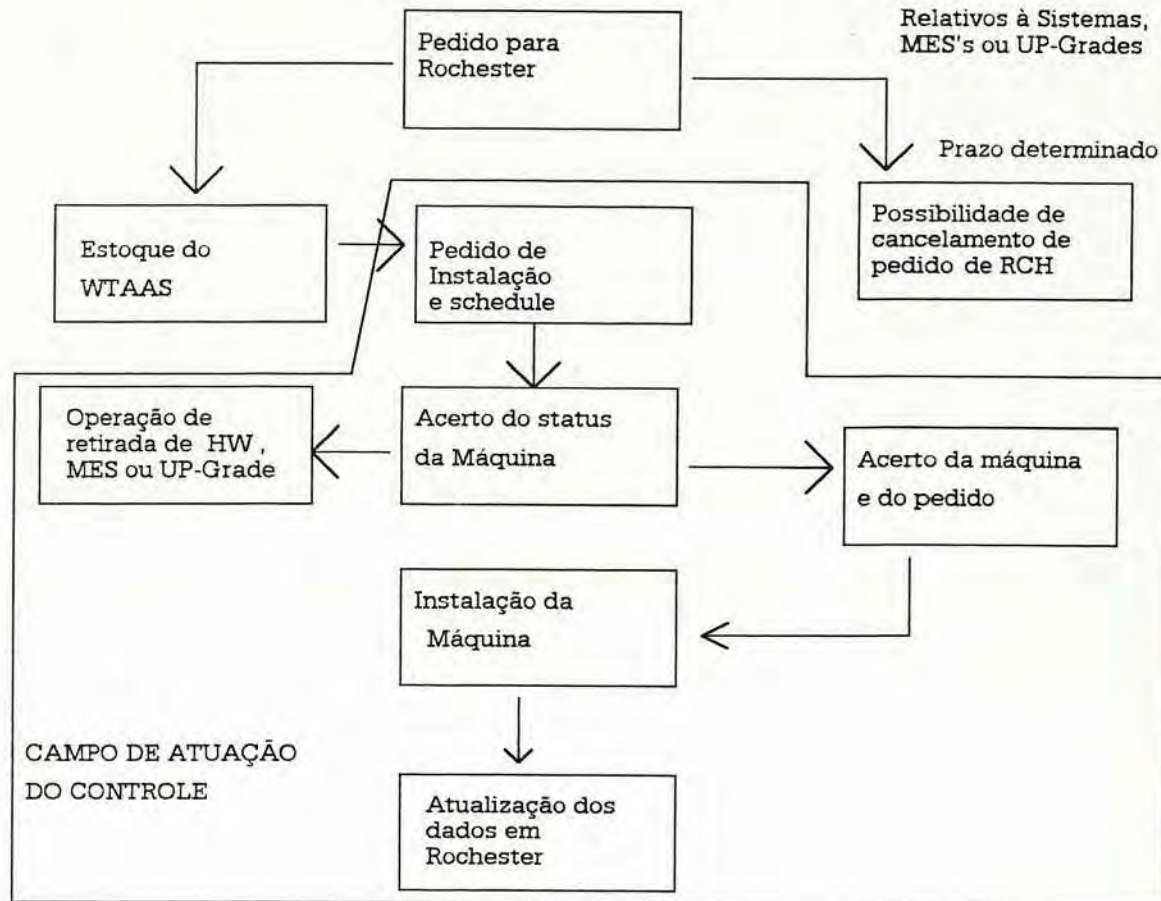 Relativos à Sistemas,
MES's ou UP-Grades
Pedido para
Rochester
Prazo determinado
Estoque do
WTAAS
Pedido de
Instalação
e schedule
Possibilidade de
cancelamento de
pedido de RCH
Operação de
retirada de HW ,
MES ou UP-Grade
Acerto do status
da Máquina
Acerto da máquina
e do pedido
Instalação da
Máquina
CAMPO DE ATUAÇÃO
DO CONTROLE
Atualização dos
dados em
Rochester